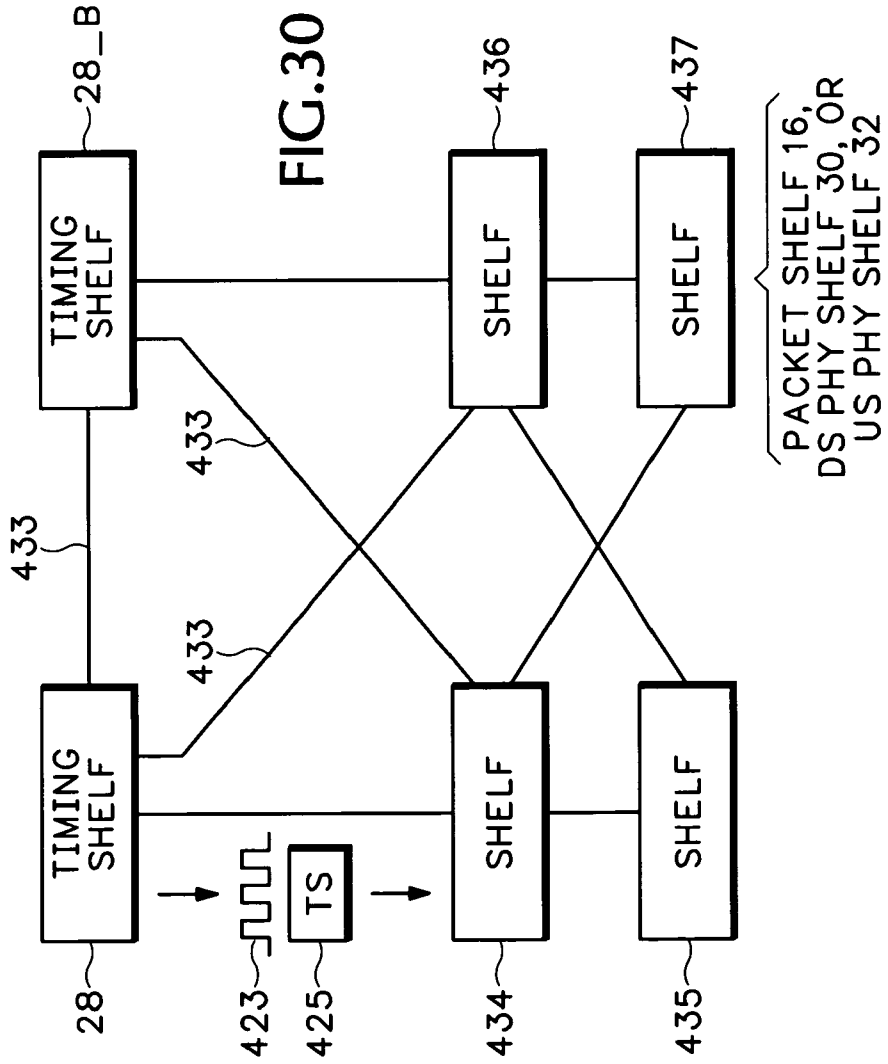 433
28
TIMING
SHELF
TIMING
SHELF
28_B
433
433
FIG.30
423
425
TS
434
SHELF
SHELF
436
435
SHELF
SHELF
437
PACKET SHELF 16,
DS PHY SHELF 30, OR
US PHY SHELF 32